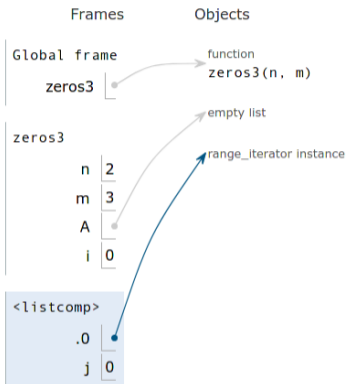 Frames Objects
Global frame
zeros3
function
zeros3(n, m)
empty list
range_iterator instance
zeros3
n 2
m 3
A
i 0
<listcomp>
.0
j 0